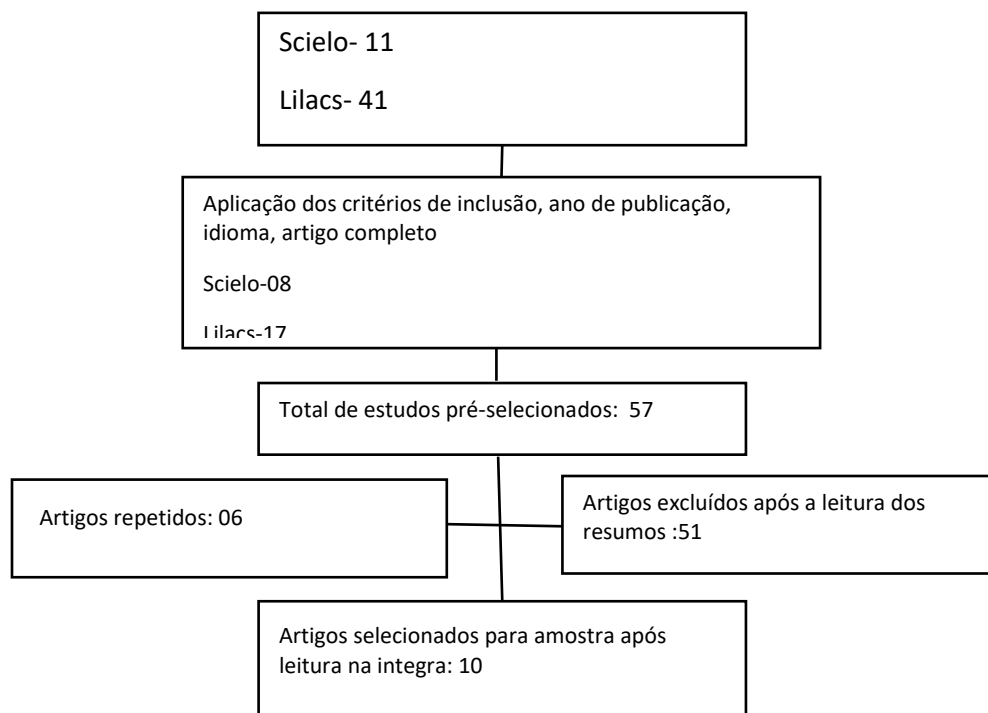 Scielo- 11
Lilacs- 41
Aplicação dos critérios de inclusão, ano de publicação,
idioma, artigo completo
Scielo-08
Lilacs-17
Total de estudos pré-selecionados: 57
Artigos repetidos: 06
Artigos excluídos após a leitura dos
resumos :51
Artigos selecionados para amostra após
leitura na integra: 10